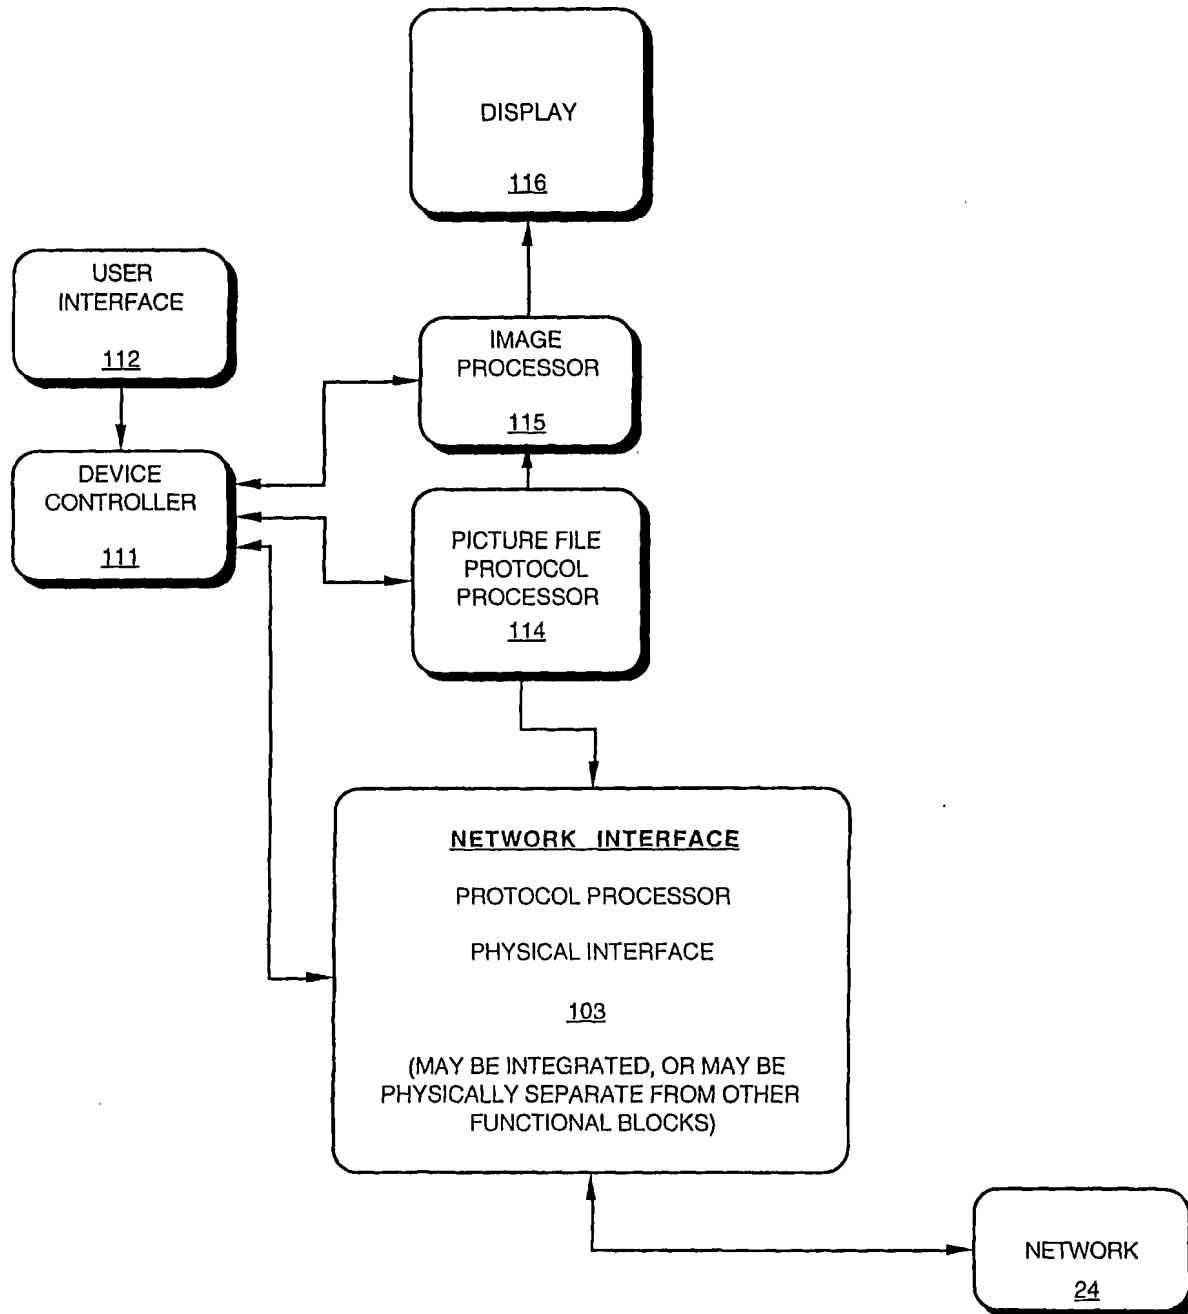 DISPLAY
116
USER
INTERFACE
112
IMAGE
PROCESSOR
115
DEVICE
CONTROLLER
111
PICTURE FILE
PROTOCOL
PROCESSOR
114
NETWORK INTERFACE
PROTOCOL PROCESSOR
PHYSICAL INTERFACE
103
(MAY BE INTEGRATED, OR MAY BE
PHYSICALLY SEPARATE FROM OTHER
FUNCTIONAL BLOCKS)
NETWORK
24